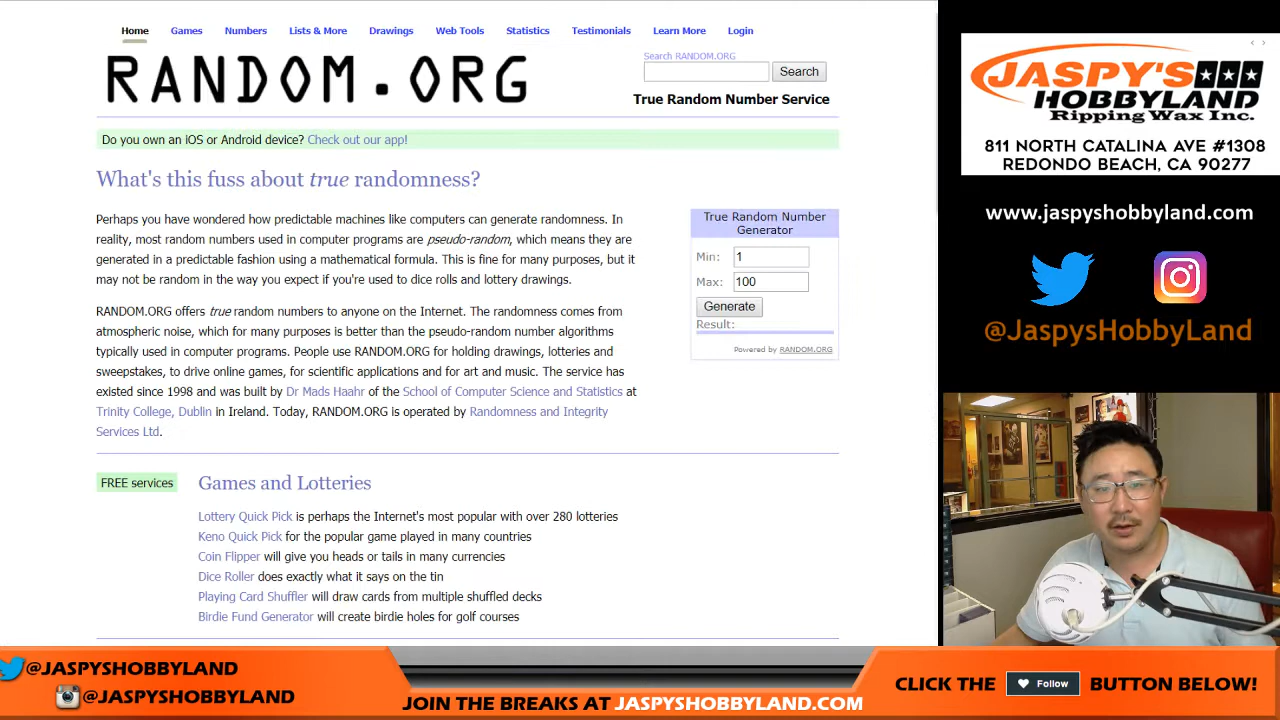 Home Games Numbers Lists & More Drawings Web Tools Statistics Testimonials Learn More Login
RANDOM.ORG
Search RANDOM.ORG
Search
True Random Number Service
Do you own an iOS or Android device? Check out our app!
What's this fuss about true randomness?
Perhaps you have wondered how predictable machines like computers can generate randomness. In
reality, most random numbers used in computer programs are pseudo-random, which means they are
generated in a predictable fashion using a mathematical formula. This is fine for many purposes, but it
may not be random in the way you expect if you're used to dice rolls and lottery drawings.
RANDOM.ORG offers true random numbers to anyone on the Internet. The randomness comes from
atmospheric noise, which for many purposes is better than the pseudo-random number algorithms
typically used in computer programs. People use RANDOM.ORG for holding drawings, lotteries and
sweepstakes, to drive online games, for scientific applications and for art and music. The service has
existed since 1998 and was built by Dr Mads Haahr of the School of Computer Science and Statistics at
Trinity College, Dublin in Ireland. Today, RANDOM.ORG is operated by Randomness and Integrity
Services Ltd.
True Random Number
Generator
Min: 1
Max: 100
Generate
Result:
Powered by RANDOM.ORG
FREE services
Games and Lotteries
Lottery Quick Pick is perhaps the Internet's most popular with over 280 lotteries
Keno Quick Pick for the popular game played in many countries
Coin Flipper will give you heads or tails in many currencies
Dice Roller does exactly what it says on the tin
Playing Card Shuffler will draw cards from multiple shuffled decks
Birdie Fund Generator will create birdie holes for golf courses
JASPY'S
HOBBYLAND
Ripping Wax Inc.
811 NORTH CATALINA AVE #1308
REDONDO BEACH, CA 90277
www.jaspyshobbyland.com
@JaspysHobbyLand
@JASPYSHOBBYLAND
@JASPYSHOBBYLAND
JOIN THE BREAKS AT JASPYSHOBBYLAND.COM
CLICK THE Follow BUTTON BELOW!